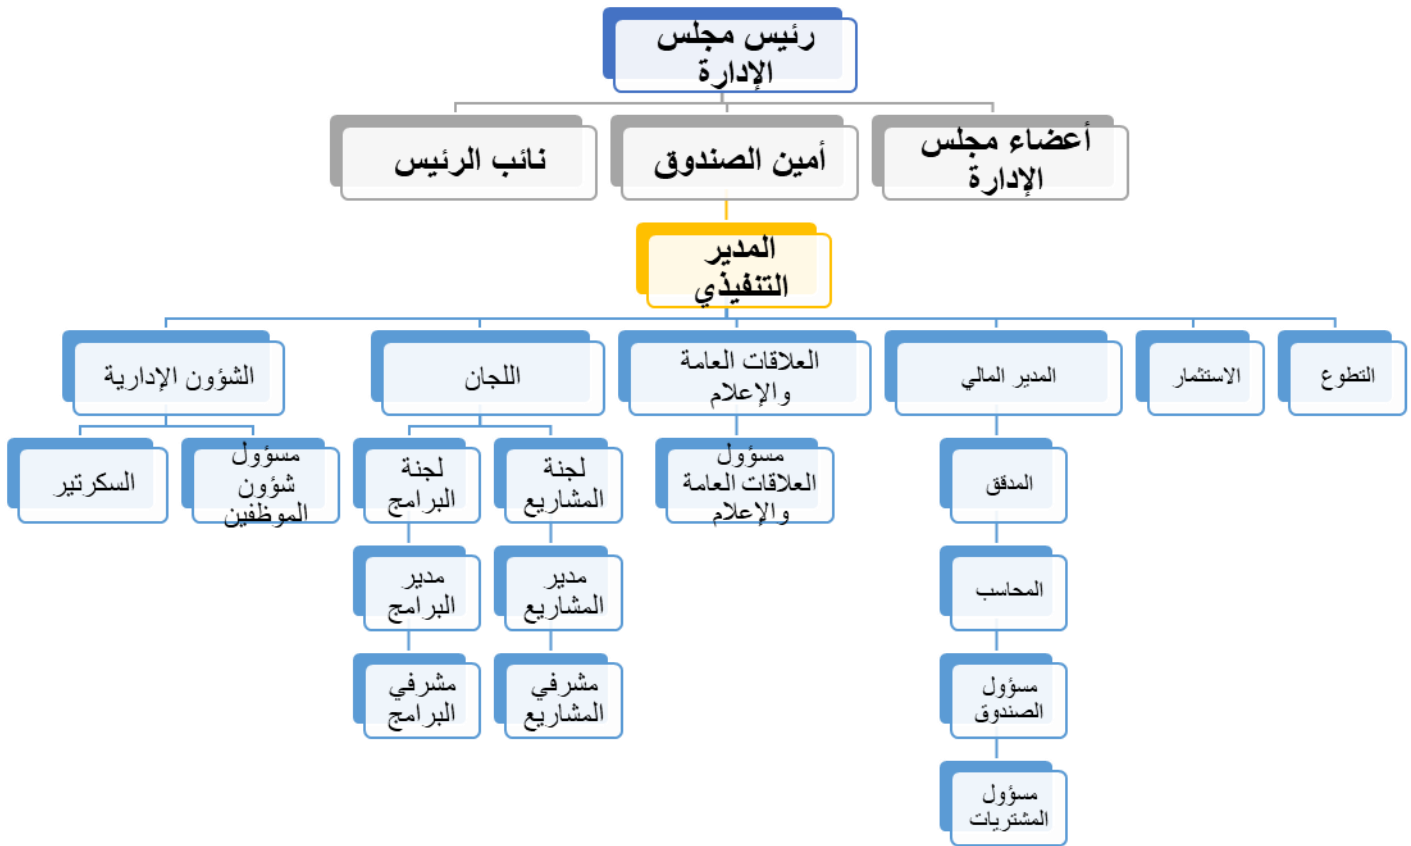 رئيس مجلس
الإدارة
أعضاء مجلس
الإدارة
أمين الصندوق
نائب الرئيس
المدير
التنفيذي
التطوع
الاستثمار
المدير المالي
العلاقات العامة
والإعلام
اللجان
الشؤون الإدارية
المدقق
مسؤول
العلاقات العامة
والإعلام
لجنة
المشاريع
لجنة
البرامج
مسؤول
شؤون
الموظفين
السكرتير
المحاسب
مدير
المشاريع
مدير
البرامج
مسؤول
الصندوق
مشرفي
المشاريع
مشرفي
البرامج
مسؤول
المشتريات